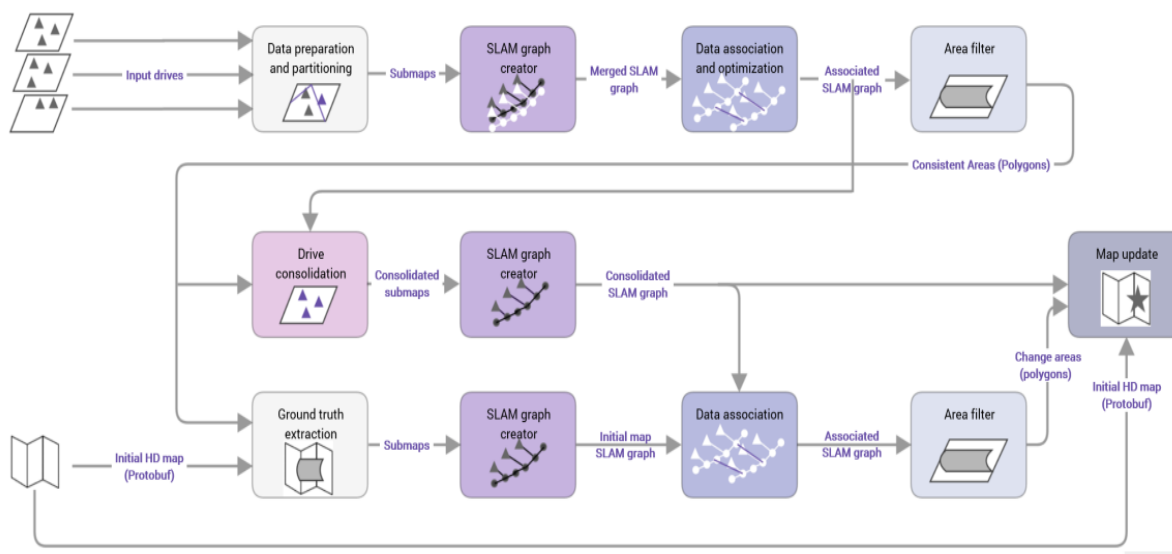 Input drives
Data preparation
and partitioning
Submaps
SLAM graph
creator
Merged SLAM
graph
Data association
and optimization
Associated
SLAM graph
Area filter
Consistent Areas (Polygons)
Drive
consolidation
Consolidated
submaps
SLAM graph
creator
Consolidated
SLAM graph
Map update
Change areas
(polygons)
Initial HD map
(Protobuf)
Initial HD map
(Protobuf)
Ground truth
extraction
Submaps
SLAM graph
creator
Initial map
SLAM graph
Data association
Associated
SLAM graph
Area filter